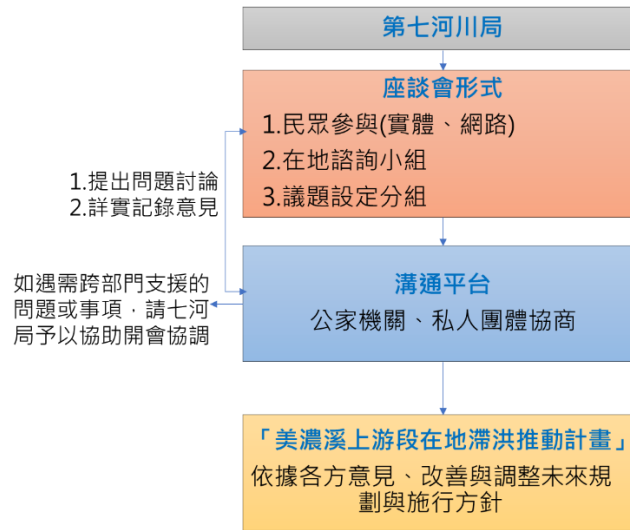 第七河川局
座談會形式
1.民眾參與(實體、網路)
2.在地諮詢小組
3.議題設定分組
1.提出問題討論
2.詳實記錄意見
如遇需跨部門支援的
問題或事項，請七河
局予以協助開會協調
溝通平台
公家機關、私人團體協商
「美濃溪上游段在地滯洪推動計畫」
依據各方意見、改善與調整未來規
劃與施行方針